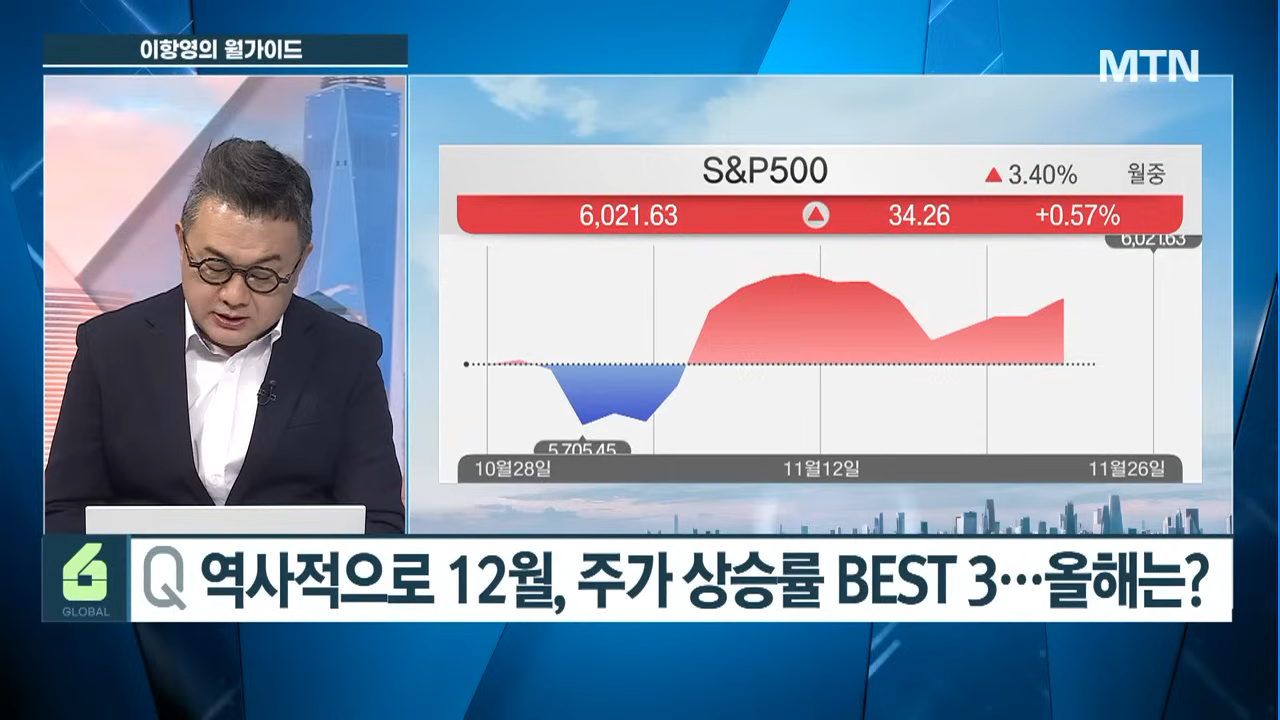 이항영의 월가이드
MTN
S&P500 ▲ 3.40% 월중
6,021.63 ▲ 34.26 +0.57%
6,021.63
5,705.45
10월28일 11월12일 11월26일
GLOBAL
Q 역사적으로 12월, 주가 상승률 BEST 3…올해는?